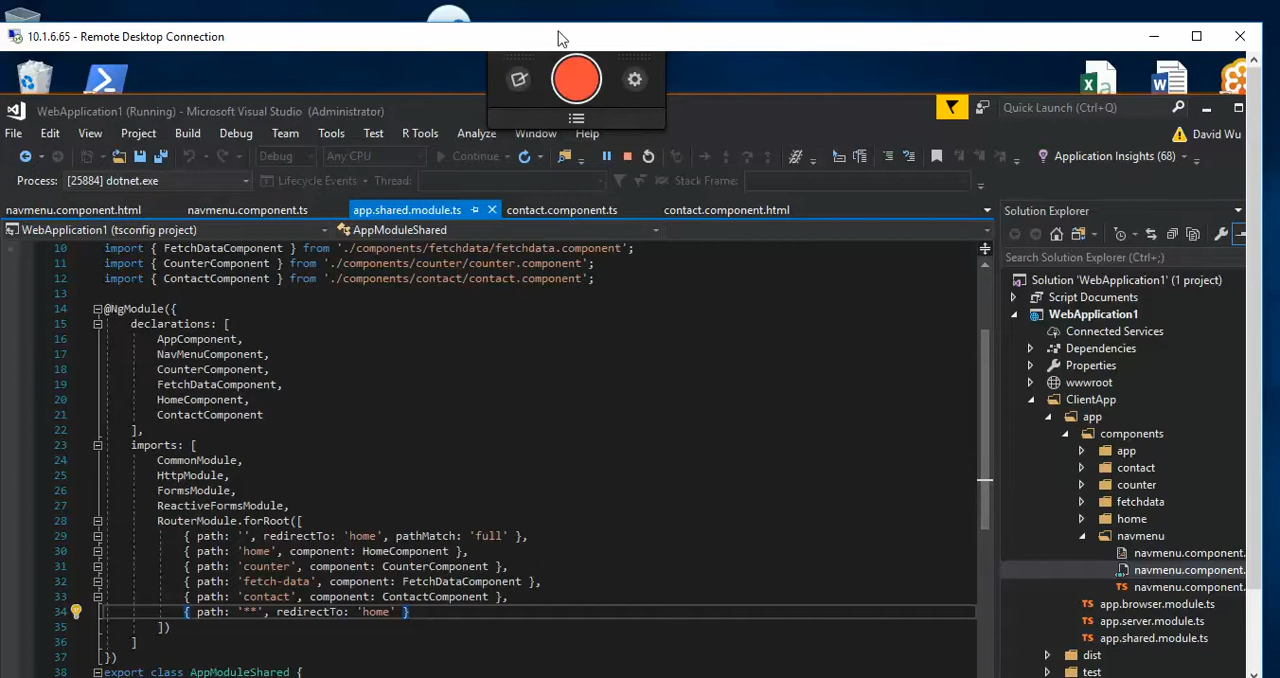 10.1.6.65 - Remote Desktop Connection
WebApplication1 (Running) - Microsoft Visual Studio (Administrator)
Quick Launch (Ctrl+Q)
File Edit View Project Build Debug Team Tools Test R Tools Analyze Window Help
David Wu
Debug Any CPU Continue Application Insights (68)
Process: [25884] dotnet.exe Lifecycle Events Thread: Stack Frame:
navmenu.component.html navmenu.component.ts app.shared.module.ts contact.component.ts contact.component.html
WebApplication1 (tsconfig project) AppModuleShared
10 import { FetchDataComponent } from './components/fetchdata/fetchdata.component';
11 import { CounterComponent } from './components/counter/counter.component';
12 import { ContactComponent } from './components/contact/contact.component';
13
14 @NgModule({
15 declarations: [
16 AppComponent,
17 NavMenuComponent,
18 CounterComponent,
19 FetchDataComponent,
20 HomeComponent,
21 ContactComponent
22 ],
23 imports: [
24 CommonModule,
25 HttpModule,
26 FormsModule,
27 ReactiveFormsModule,
28 RouterModule.forRoot([
29 { path: '', redirectTo: 'home', pathMatch: 'full' },
30 { path: 'home', component: HomeComponent },
31 { path: 'counter', component: CounterComponent },
32 { path: 'fetch-data', component: FetchDataComponent },
33 { path: 'contact', component: ContactComponent },
34 { path: '**', redirectTo: 'home' }
35 ])
36 ]
37 })
38 export class AppModuleShared {
Solution Explorer
Search Solution Explorer (Ctrl+;)
Solution 'WebApplication1' (1 project)
Script Documents
WebApplication1
Connected Services
Dependencies
Properties
wwwroot
ClientApp
app
components
app
contact
counter
fetchdata
home
navmenu
navmenu.component.
navmenu.component.
navmenu.component.
TS app.browser.module.ts
TS app.server.module.ts
TS app.shared.module.ts
dist
test